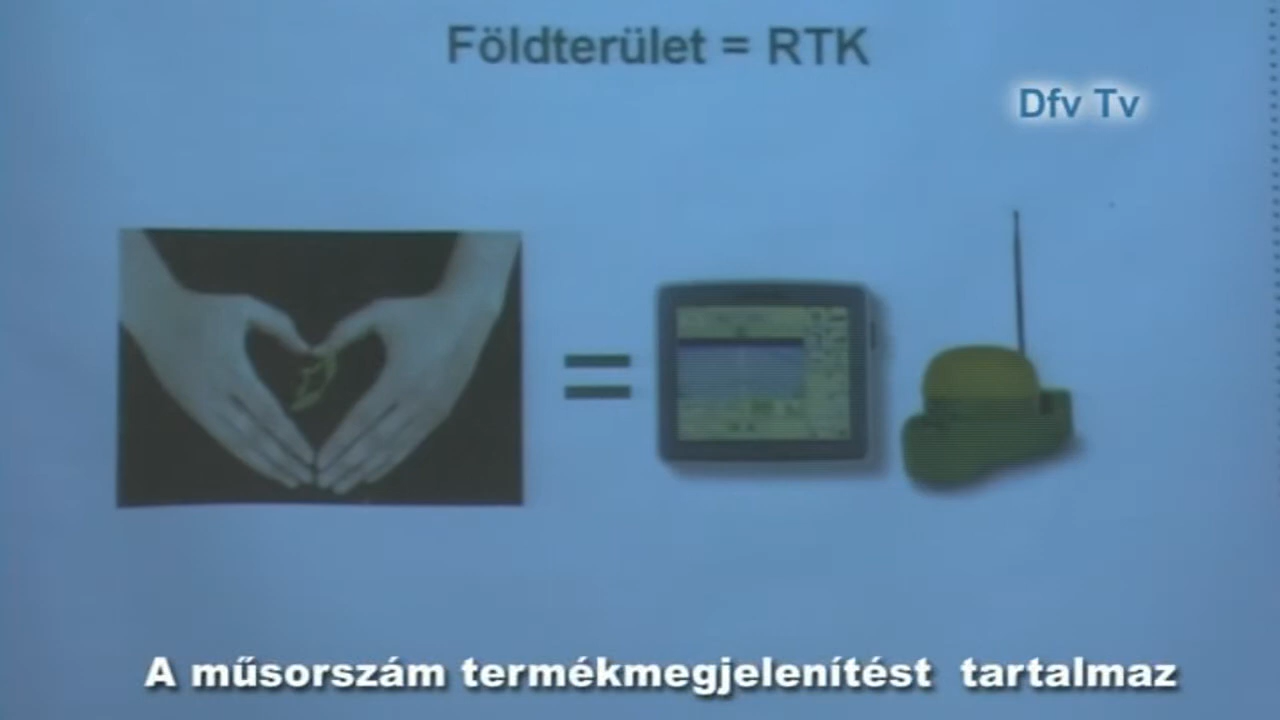 Földterület = RTK
Dfv Tv
=
A műsorszám termékmegjelenítést tartalmaz